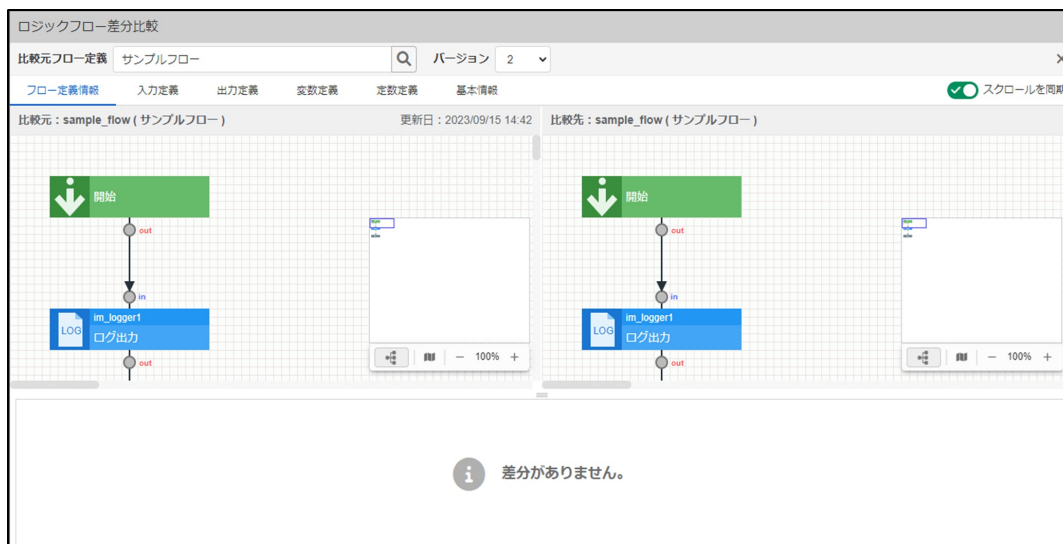 ロジックフロー差分比較
比較元フロー定義 サンプルフロー バージョン 2
フロー定義情報 入力定義 出力定義 変数定義 定数定義 基本情報 スクロールを同期
比較元：sample_flow ( サンプルフロー ) 更新日：2023/09/15 14:42 比較先：sample_flow ( サンプルフロー )
開始 開始
out out
in in
im_logger1 im_logger1
LOG ログ出力 LOG ログ出力
100% 100%
out out
差分がありません。